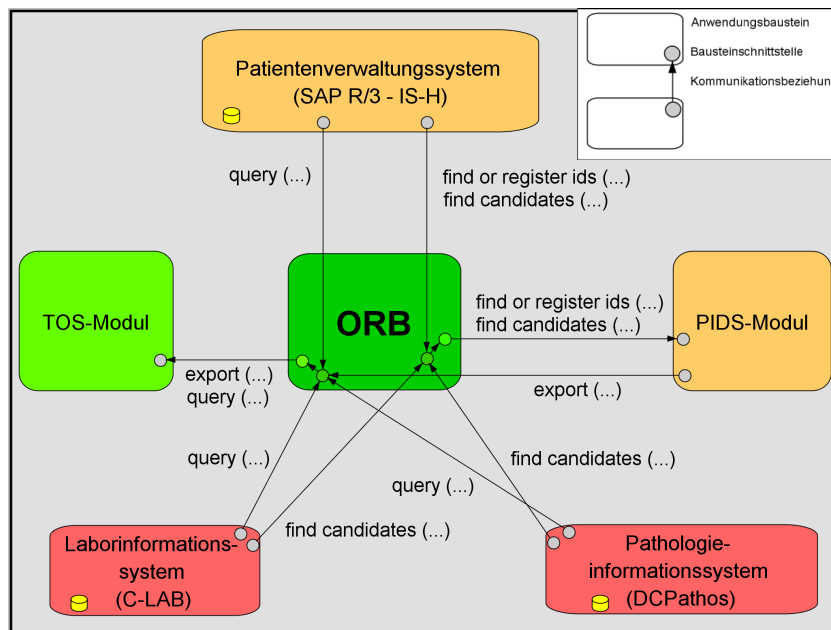 Anwendungsbaustein
Bausteinschnittstelle
Kommunikationsbeziehung
Patientenverwaltungssystem
(SAP R/3 - IS-H)
query (...)
find or register ids (...)
find candidates (...)
TOS-Modul
ORB
find or register ids (...)
find candidates (...)
PIDS-Modul
export (...)
query (...)
export (...)
query (...)
find candidates (...)
query (...)
find candidates (...)
Laborinformations-
system
(C-LAB)
Pathologie-
informationssystem
(DCPathos)